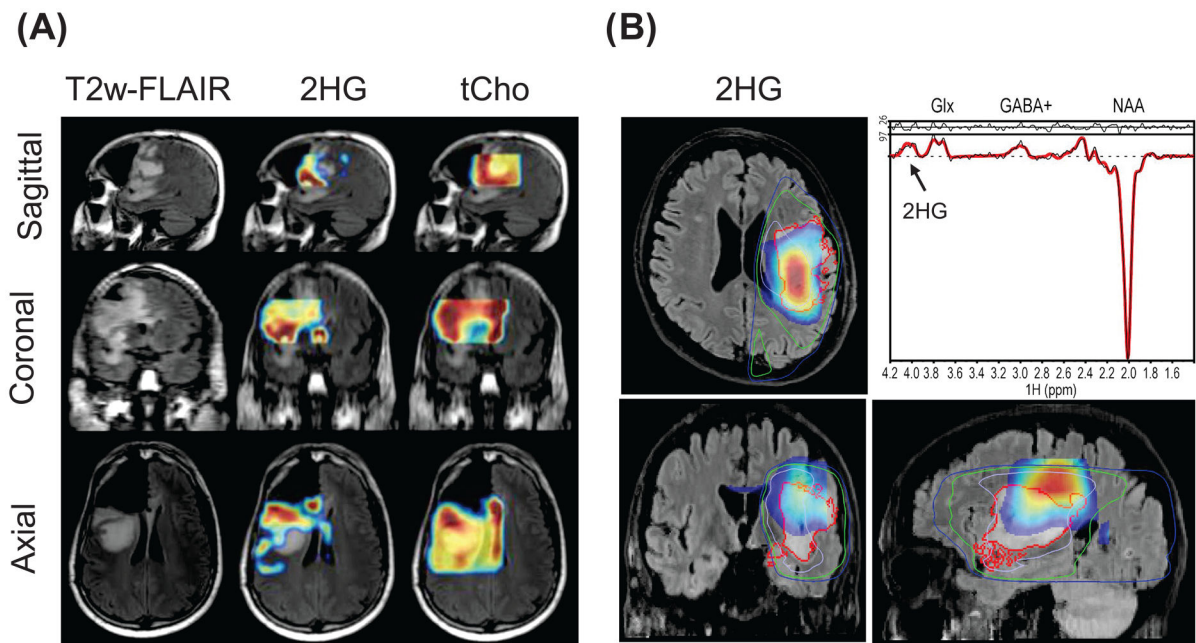 (A)
T2w-FLAIR 2HG tCho
Sagittal
Coronal
Axial
(B)
2HG
Glx GABA+ NAA
26
97
2HG
4.2 4.0 3.8 3.6 3.4 3.2 3.0 2.8 2.6 2.4 2.2 2.0 1.8 1.6
1H (ppm)